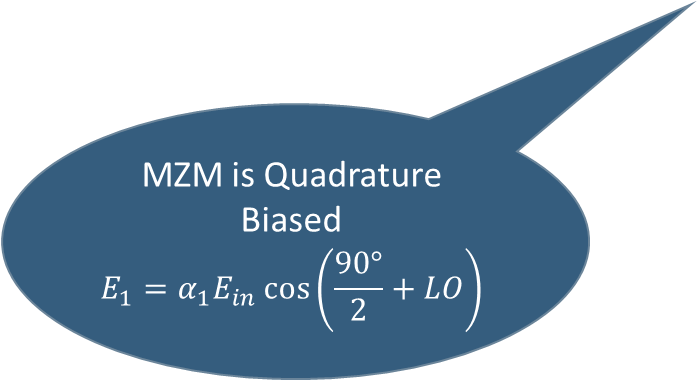 MZM is Quadrature
Biased
E₁ = α₁E_in cos(90°/2 + LO)